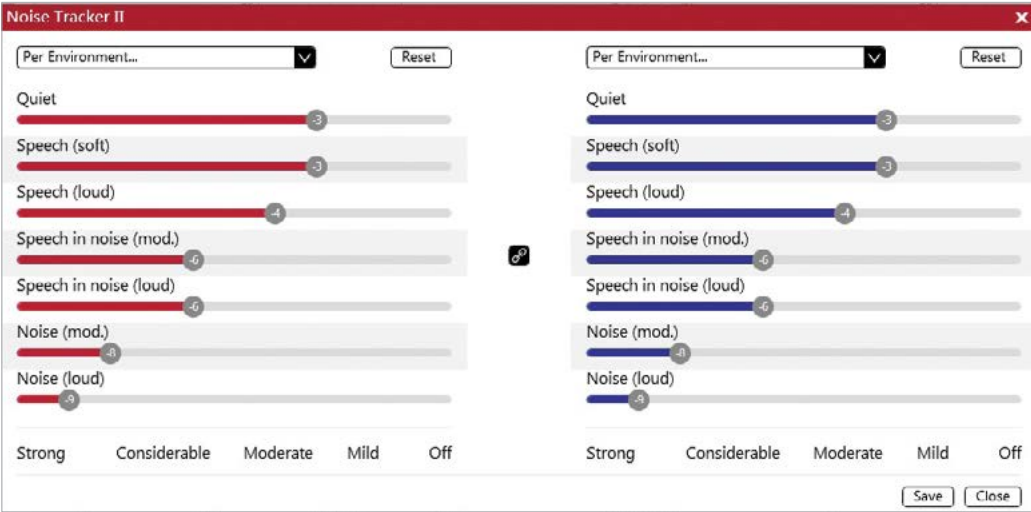 Noise Tracker II
Per Environment...
Reset
Quiet
-3
Speech (soft)
-3
Speech (loud)
-4
Speech in noise (mod.)
-6
Speech in noise (loud)
-6
Noise (mod.)
-8
Noise (loud)
-9
Strong Considerable Moderate Mild Off
Per Environment...
Reset
Quiet
-3
Speech (soft)
-3
Speech (loud)
-4
Speech in noise (mod.)
-6
Speech in noise (loud)
-6
Noise (mod.)
-8
Noise (loud)
-9
Strong Considerable Moderate Mild Off
Save Close